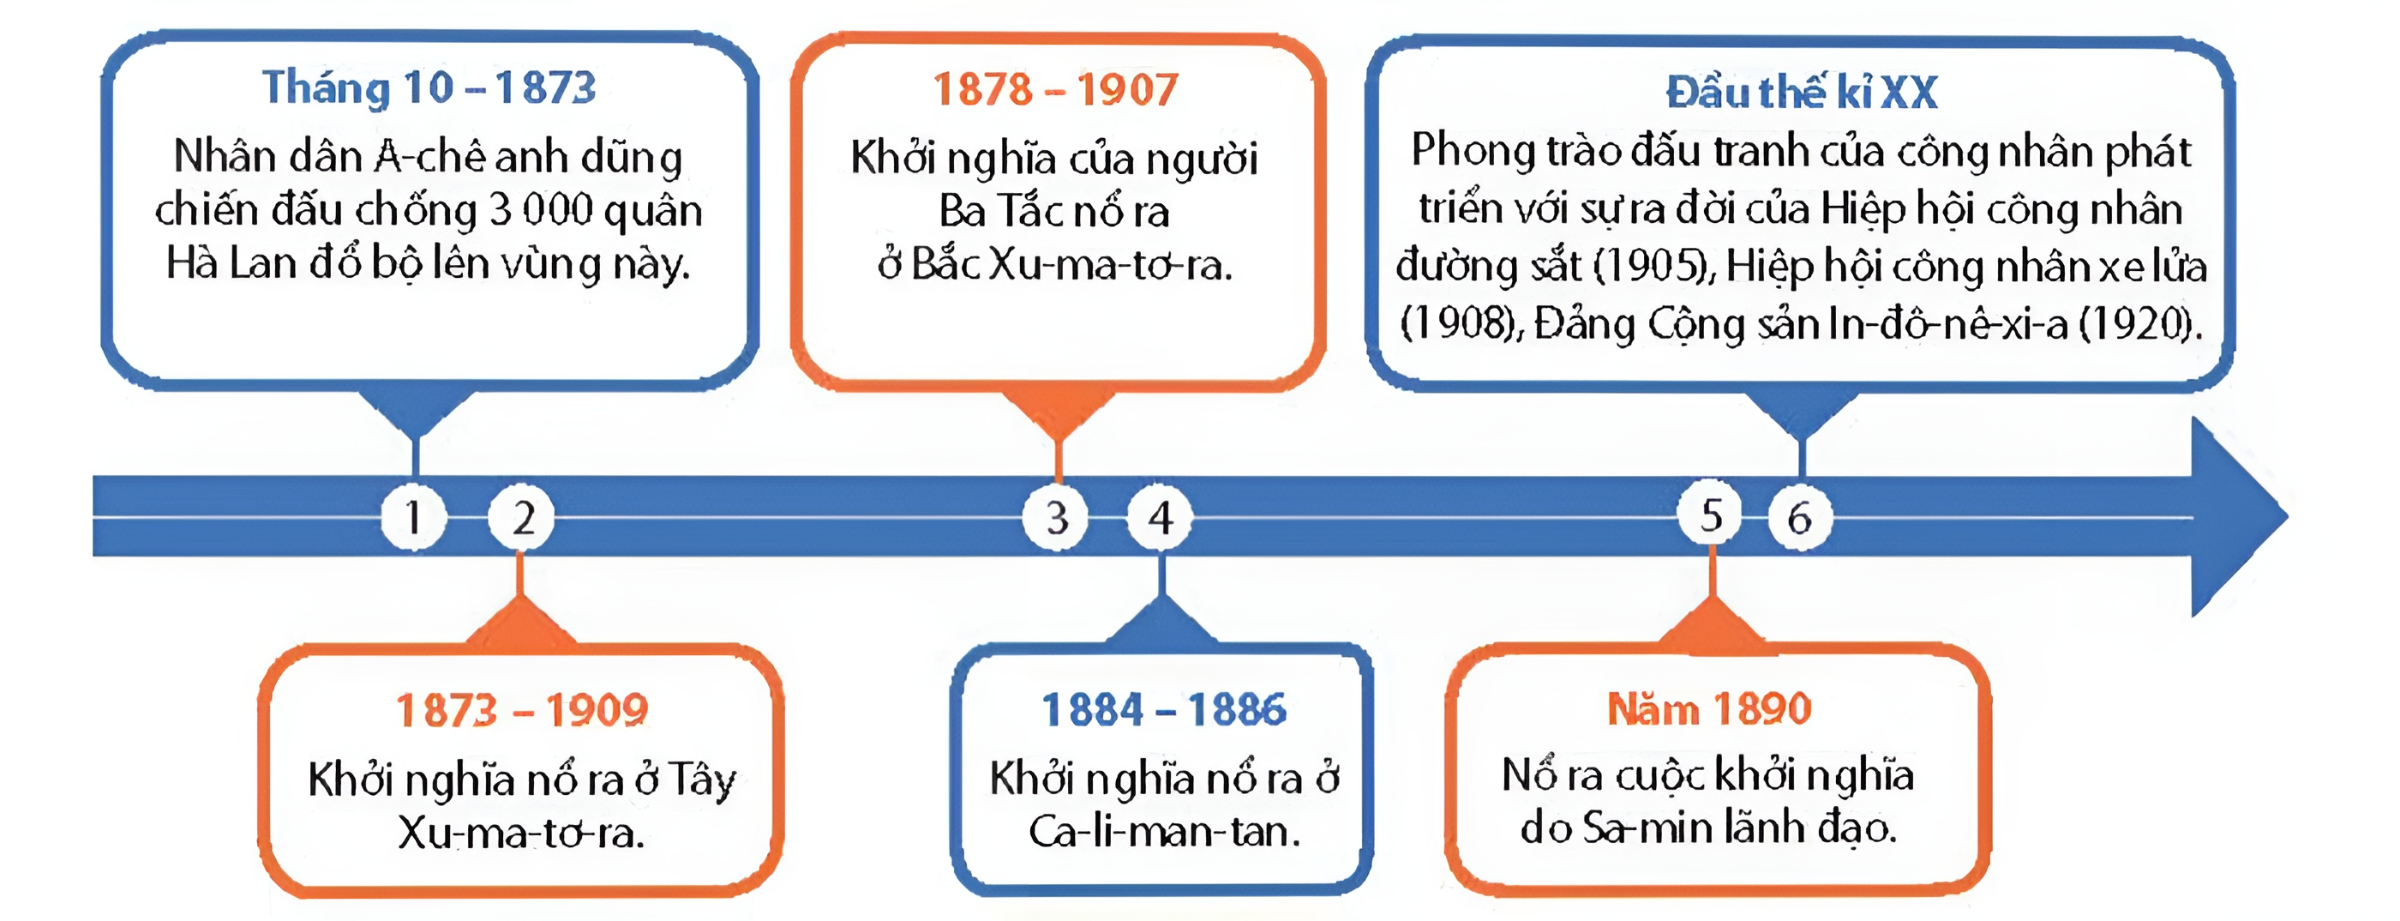 Tháng 10 – 1873
Nhân dân A-chê anh dũng
chiến đấu chống 3 000 quân
Hà Lan đổ bộ lên vùng này.
1878 – 1907
Khởi nghĩa của người
Ba Tắc nổ ra
ở Bắc Xu-ma-tơ-ra.
Đầu thế kỉ XX
Phong trào đấu tranh của công nhân phát
triển với sự ra đời của Hiệp hội công nhân
đường sắt (1905), Hiệp hội công nhân xe lửa
(1908), Đảng Cộng sản In-đô-nê-xi-a (1920).
1
2
3
4
5
6
1873 – 1909
Khởi nghĩa nổ ra ở Tây
Xu-ma-tơ-ra.
1884 – 1886
Khởi nghĩa nổ ra ở
Ca-li-man-tan.
Năm 1890
Nổ ra cuộc khởi nghĩa
do Sa-min lãnh đạo.